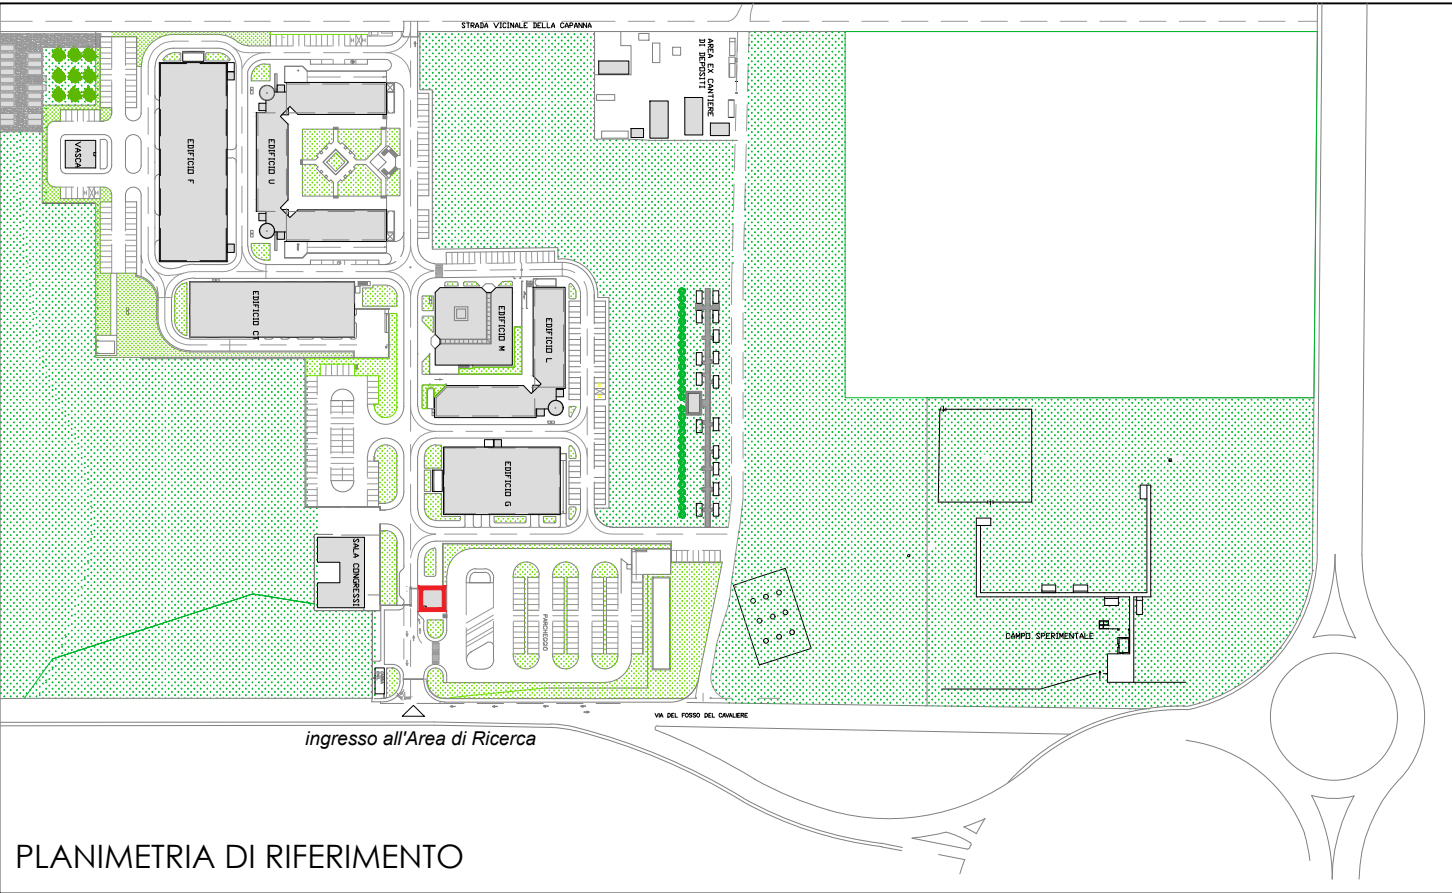 STRADA VICINALE DELLA CAPANNA
AREA EX CANTIERE
DI DEPOSITI
VASCA
EDIFICIO F
EDIFICIO U
EDIFICIO CT
EDIFICIO M
EDIFICIO L
EDIFICIO G
SALA CONGRESSI
PARCHEGGIO
CAMPO SPERIMENTALE
VIA DEL FOSSO DEL CAVALIERE
ingresso all'Area di Ricerca
PLANIMETRIA DI RIFERIMENTO